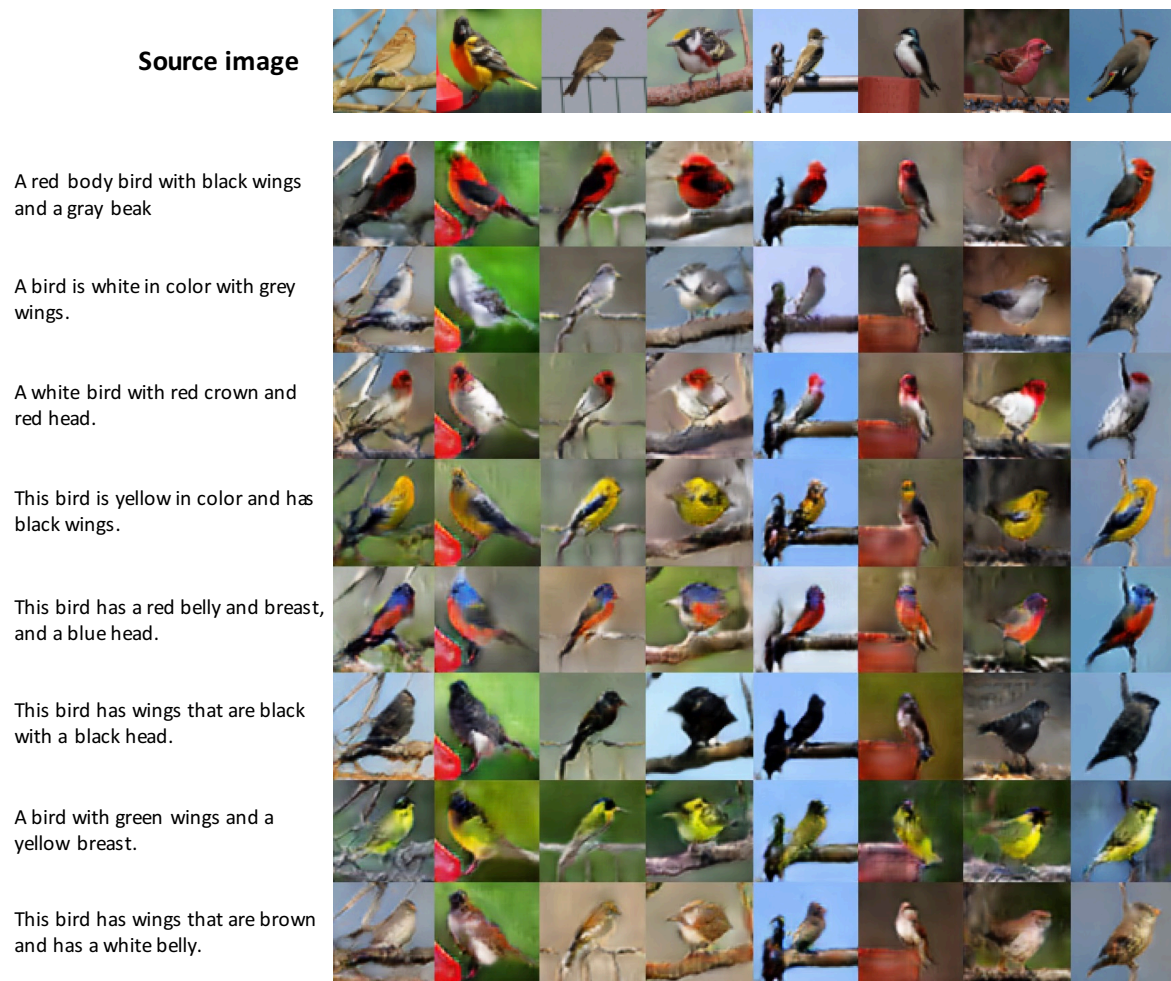 Source image
A red body bird with black wings
and a gray beak
A bird is white in color with grey
wings.
A white bird with red crown and
red head.
This bird is yellow in color and has
black wings.
This bird has a red belly and breast,
and a blue head.
This bird has wings that are black
with a black head.
A bird with green wings and a
yellow breast.
This bird has wings that are brown
and has a white belly.